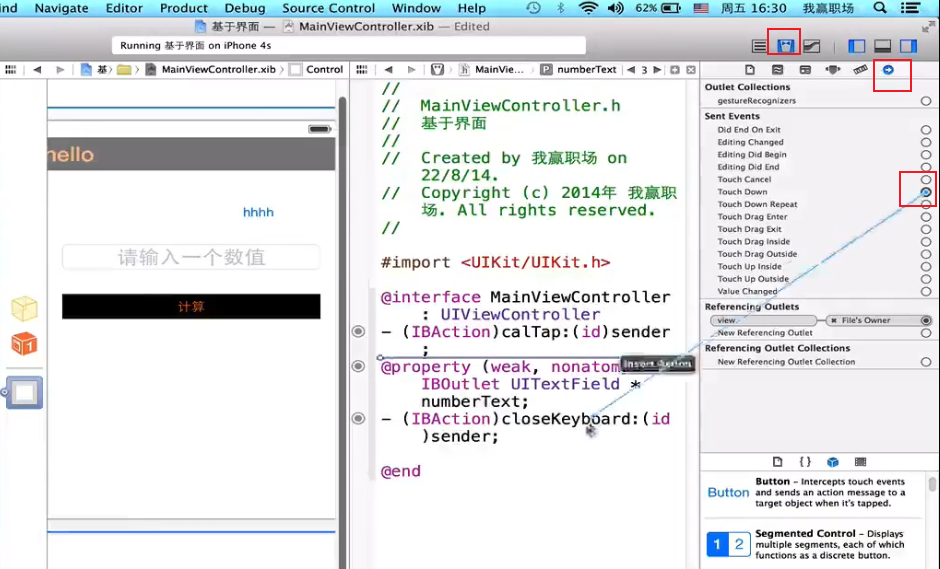 ind Navigate Editor Product Debug Source Control Window Help 62% 周五 16:30 我赢职场
基于界面 — MainViewController.xib — Edited
Running 基于界面 on iPhone 4s
基 MainViewController.xib Control
MainVie... numberText 3
hello
hhhh
请输入一个数值
计算
//
// MainViewController.h
// 基于界面
//
// Created by 我赢职场 on
22/8/14.
// Copyright (c) 2014年 我赢职
场. All rights reserved.
//
#import <UIKit/UIKit.h>
@interface MainViewController
: UIViewController
- (IBAction)calTap:(id)sender
;
Insert Action
@property (weak, nonatom
IBOutlet UITextField *
numberText;
- (IBAction)closeKeyboard:(id
)sender;
@end
Outlet Collections
gestureRecognizers
Sent Events
Did End On Exit
Editing Changed
Editing Did Begin
Editing Did End
Touch Cancel
Touch Down
Touch Down Repeat
Touch Drag Enter
Touch Drag Exit
Touch Drag Inside
Touch Drag Outside
Touch Up Inside
Touch Up Outside
Value Changed
Referencing Outlets
view File's Owner
New Referencing Outlet
Referencing Outlet Collections
New Referencing Outlet Collection
{ }
Button
Button – Intercepts touch events
and sends an action message to a
target object when it's tapped.
1 2
Segmented Control – Displays
multiple segments, each of which
functions as a discrete button.